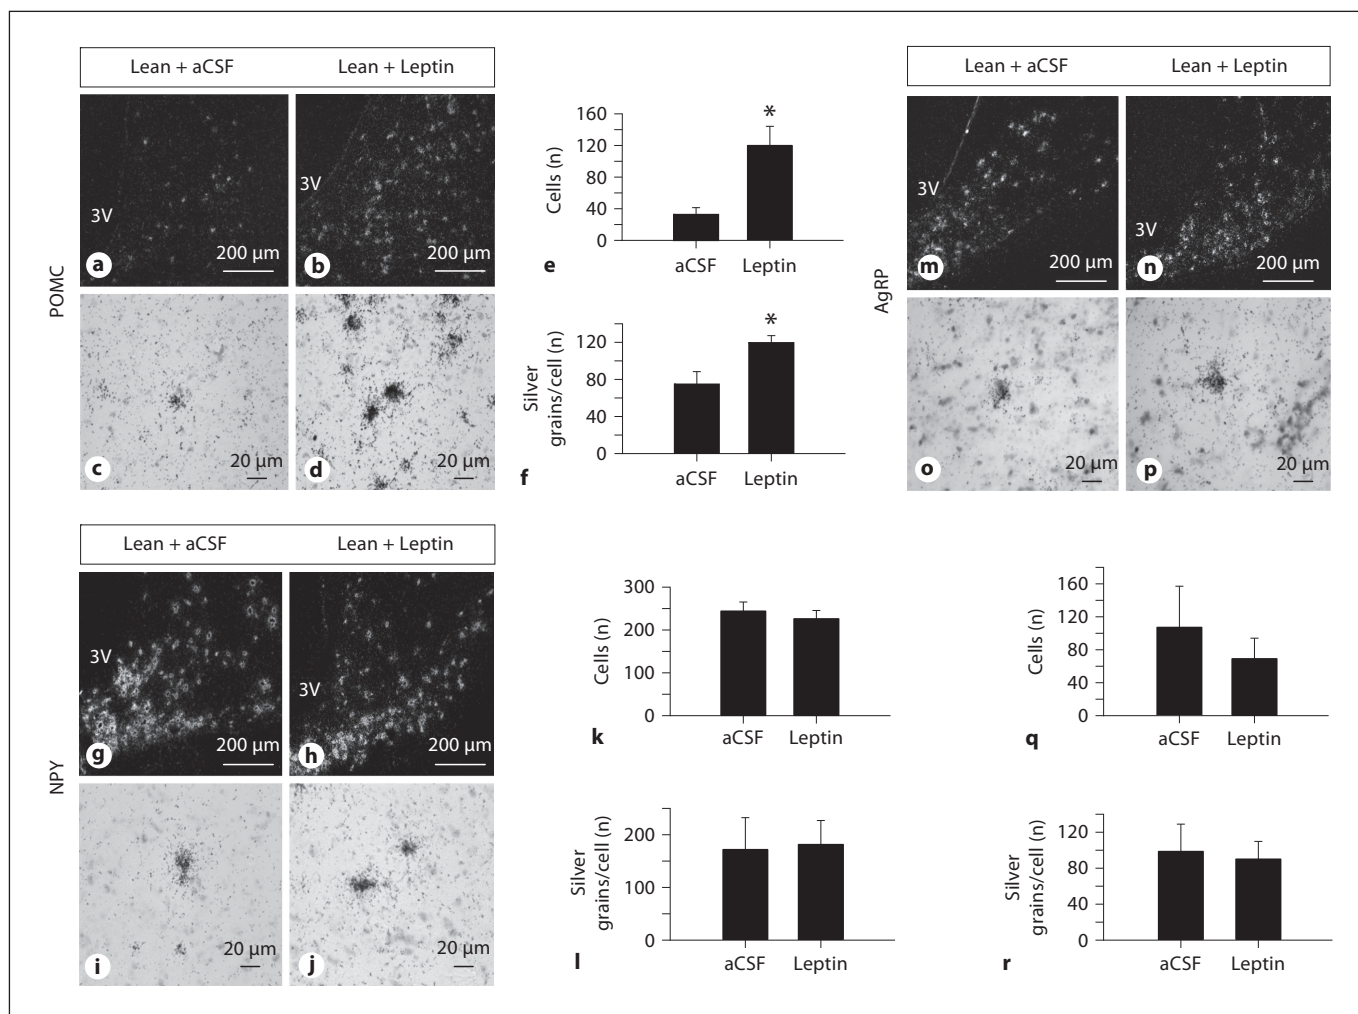 Lean + aCSF Lean + Leptin
POMC
3V
200 µm
a
3V
200 µm
b
20 µm
c
20 µm
d
Cells (n)
160
120
80
40
0
*
aCSF Leptin
e
Silver
grains/cell (n)
120
80
40
0
*
aCSF Leptin
f
Lean + aCSF Lean + Leptin
AgRP
3V
200 µm
m
3V
200 µm
n
20 µm
o
20 µm
p
Lean + aCSF Lean + Leptin
NPY
3V
200 µm
g
3V
200 µm
h
20 µm
i
20 µm
j
Cells (n)
300
200
100
0
aCSF Leptin
k
Silver
grains/cell (n)
200
100
0
aCSF Leptin
l
Cells (n)
160
120
80
40
0
aCSF Leptin
q
Silver
grains/cell (n)
120
80
40
0
aCSF Leptin
r